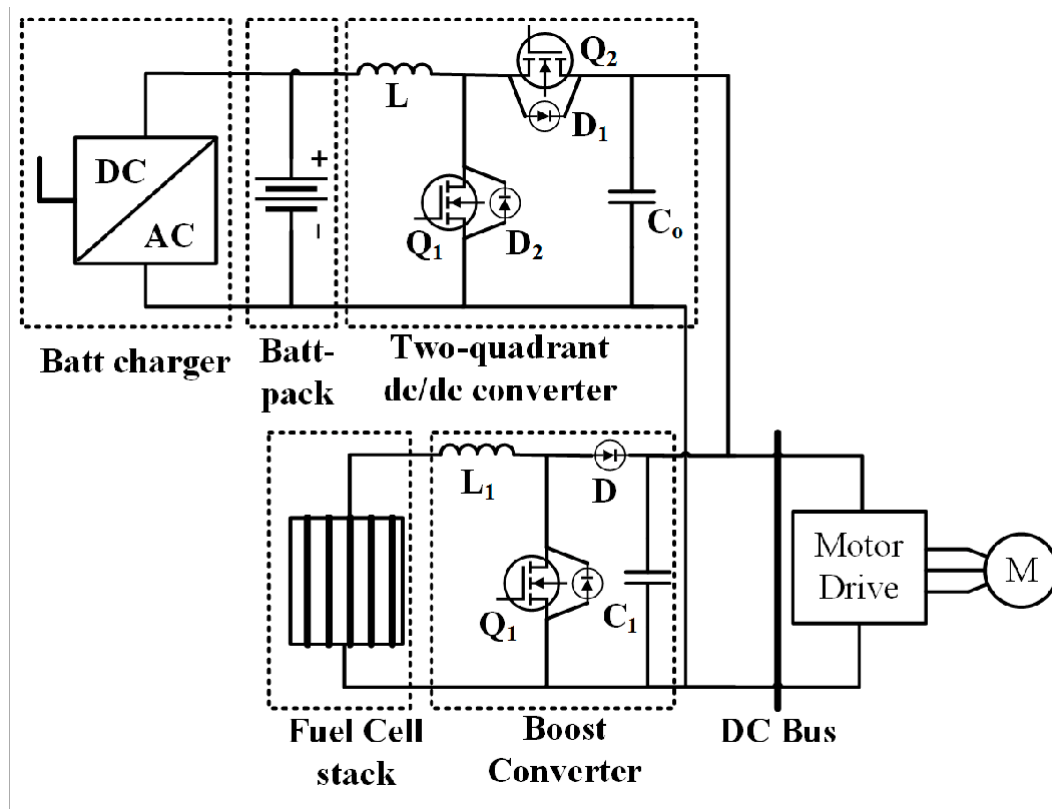 Q2
L
D1
DC
AC
+
-
Q1
D2
Co
Batt charger
Batt-
pack
Two-quadrant
dc/dc converter
L1
D
Q1
C1
Motor
Drive
M
Fuel Cell
stack
Boost
Converter
DC Bus